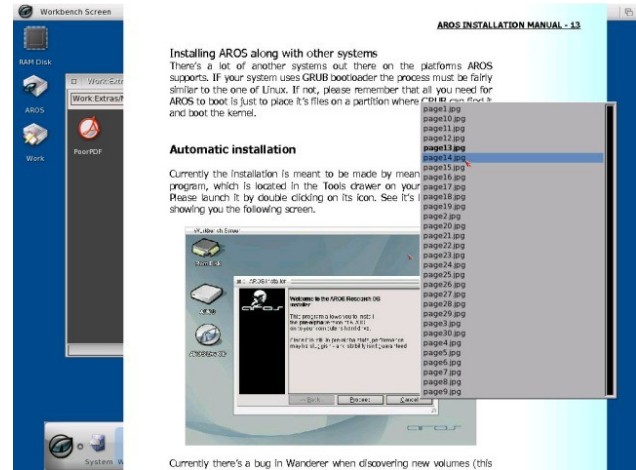 Workbench Screen
RAM Disk
AROS
Work
Work:Extr
Work:Extras/
PoorPDF
System W
AROS INSTALLATION MANUAL - 13
Installing AROS along with other systems
There's a lot of another systems out there on the platforms AROS
supports. IF your system uses GRUB bootloader the process must be fairly
similar to the one of Linux. If not, please remember that all you need for
AROS to boot is just to place it's files on a partition where GRUB can find it
and boot the kernel.
Automatic installation
Currently the installation is meant to be made by mean
program, which is located in the Tools drawer on your
Please launch it by double clicking on its icon. See it's
showing you the following screen.
Welcome to the AROS Research OS
installer
Proceed
Cancel
Currently there's a bug in Wanderer when discovering new volumes (this
page1.jpg
page10.jpg
page11.jpg
page12.jpg
page13.jpg
page14.jpg
page15.jpg
page16.jpg
page17.jpg
page18.jpg
page19.jpg
page2.jpg
page20.jpg
page21.jpg
page22.jpg
page23.jpg
page24.jpg
page25.jpg
page26.jpg
page27.jpg
page28.jpg
page29.jpg
page3.jpg
page30.jpg
page4.jpg
page5.jpg
page6.jpg
page7.jpg
page8.jpg
page9.jpg